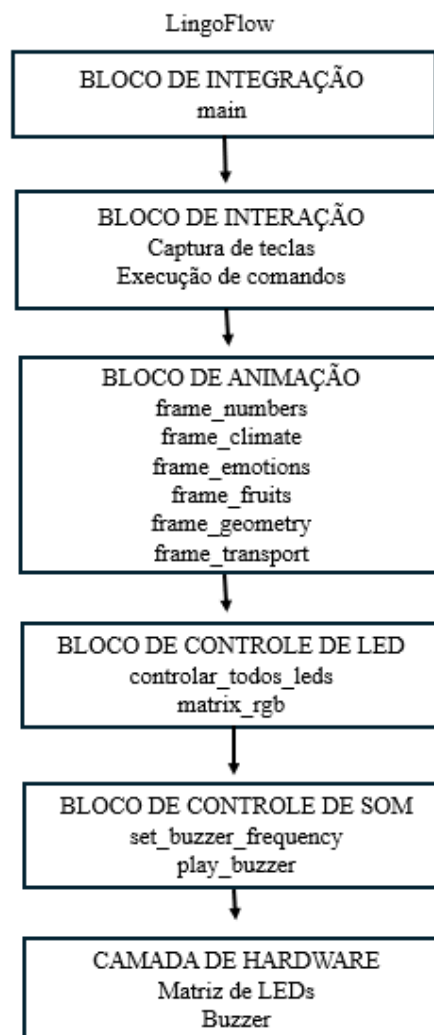 LingoFlow
BLOCO DE INTEGRAÇÃO
main
BLOCO DE INTERAÇÃO
Captura de teclas
Execução de comandos
BLOCO DE ANIMAÇÃO
frame_numbers
frame_climate
frame_emotions
frame_fruits
frame_geometry
frame_transport
BLOCO DE CONTROLE DE LED
controlar_todos_leds
matrix_rgb
BLOCO DE CONTROLE DE SOM
set_buzzer_frequency
play_buzzer
CAMADA DE HARDWARE
Matriz de LEDs
Buzzer